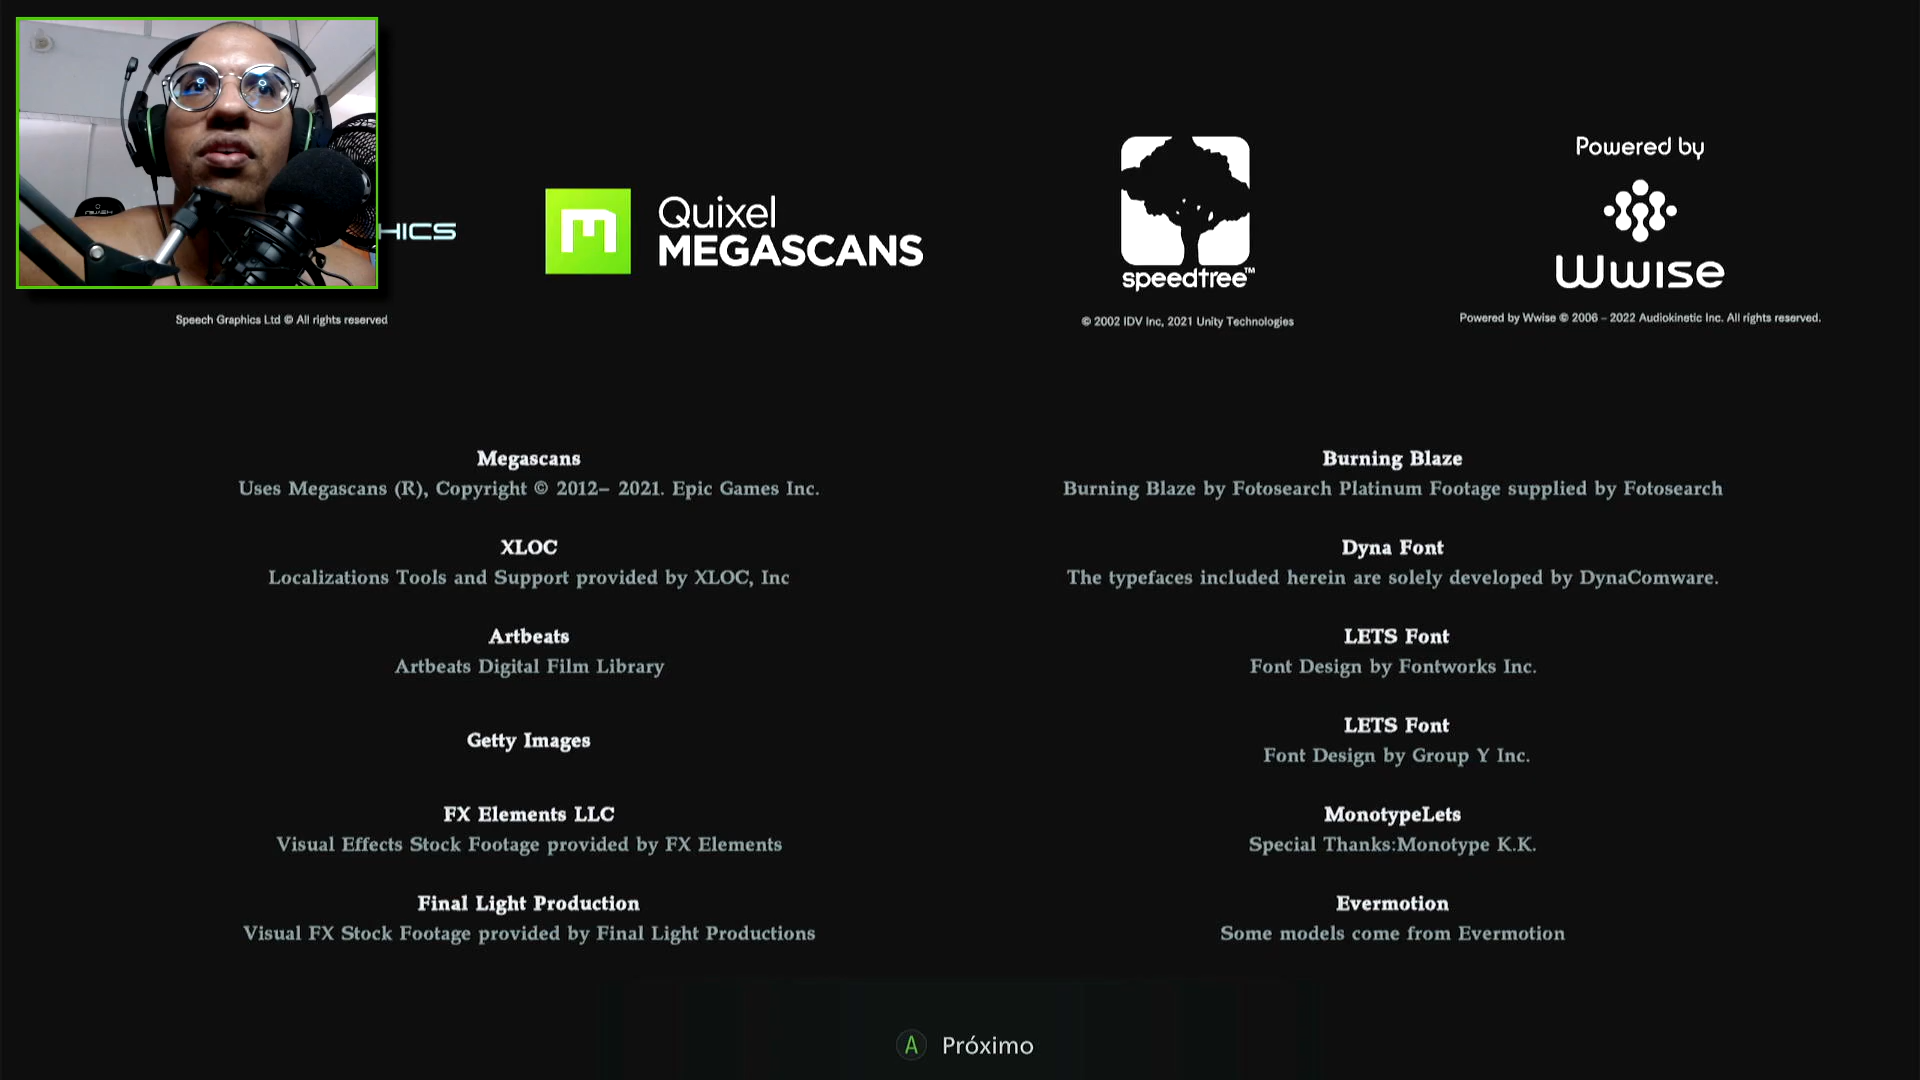 HICS
Speech Graphics Ltd © All rights reserved
Quixel
MEGASCANS
speedtree™
© 2002 IDV Inc, 2021 Unity Technologies
Powered by
Wwise
Powered by Wwise © 2006 – 2022 Audiokinetic Inc. All rights reserved.
Megascans
Uses Megascans (R), Copyright © 2012– 2021. Epic Games Inc.
XLOC
Localizations Tools and Support provided by XLOC, Inc
Artbeats
Artbeats Digital Film Library
Getty Images
FX Elements LLC
Visual Effects Stock Footage provided by FX Elements
Final Light Production
Visual FX Stock Footage provided by Final Light Productions
Burning Blaze
Burning Blaze by Fotosearch Platinum Footage supplied by Fotosearch
Dyna Font
The typefaces included herein are solely developed by DynaComware.
LETS Font
Font Design by Fontworks Inc.
LETS Font
Font Design by Group Y Inc.
MonotypeLets
Special Thanks:Monotype K.K.
Evermotion
Some models come from Evermotion
A Próximo